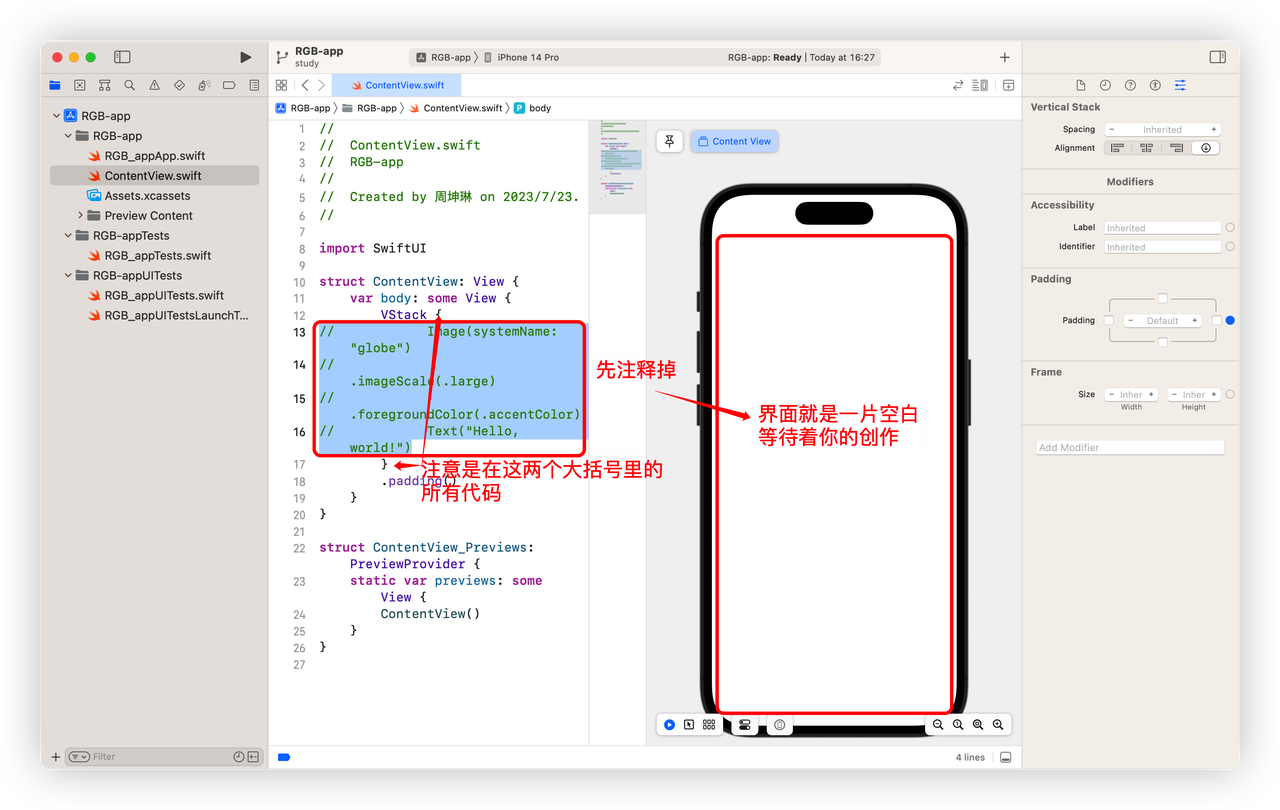 RGB-app
study
RGB-app
iPhone 14 Pro
RGB-app: Ready | Today at 16:27
ContentView.swift
RGB-app
RGB-app
ContentView.swift
body
RGB-app
RGB-app
RGB_appApp.swift
ContentView.swift
Assets.xcassets
Preview Content
RGB-appTests
RGB_appTests.swift
RGB-appUITests
RGB_appUITests.swift
RGB_appUITestsLaunchT...
Filter
1 //
2 //  ContentView.swift
3 //  RGB-app
4 //
5 //  Created by 周坤琳 on 2023/7/23.
6 //
7
8 import SwiftUI
9
10 struct ContentView: View {
11 var body: some View {
12 VStack {
13 // Image(systemName:
"globe")
14 //
.imageScale(.large)
15 //
.foregroundColor(.accentColor)
16 // Text("Hello,
world!")
17 }
18 .padding()
19 }
20 }
21
22 struct ContentView_Previews:
PreviewProvider {
23 static var previews: some
View {
24 ContentView()
25 }
26 }
27
先注释掉
注意是在这两个大括号里的
所有代码
Content View
界面就是一片空白
等待着你的创作
4 lines
Vertical Stack
Spacing
Inherited
Alignment
Modifiers
Accessibility
Label
Inherited
Identifier
Inherited
Padding
Padding
Default
Frame
Size
Inher
Inher
Width
Height
Add Modifier